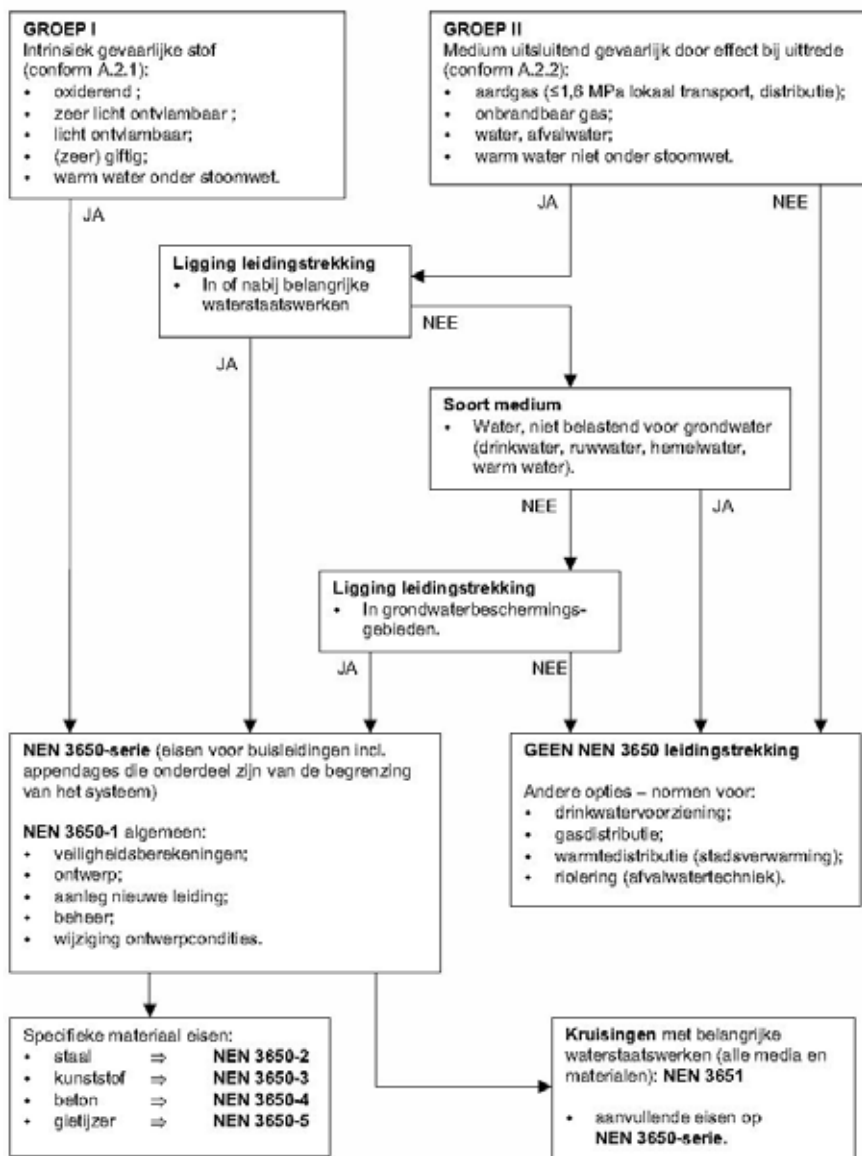 GROEP I
Intrinsiek gevaarlijke stof
(conform A.2.1):
• oxiderend ;
• zeer licht ontvlambaar ;
• licht ontvlambaar;
• (zeer) giftig;
• warm water onder stoomwet.
GROEP II
Medium uitsluitend gevaarlijk door effect bij uittrede
(conform A.2.2):
• aardgas (≤1,6 MPa lokaal transport, distributie);
• onbrandbaar gas;
• water, afvalwater;
• warm water niet onder stoomwet.
JA
JA
NEE
Ligging leidingstrekking
• In of nabij belangrijke
waterstaatswerken
NEE
JA
Soort medium
• Water, niet belastend voor grondwater
(drinkwater, ruwwater, hemelwater,
warm water).
NEE
JA
Ligging leidingstrekking
• In grondwaterbeschermings-
gebieden.
JA
NEE
NEN 3650-serie (eisen voor buisleidingen incl.
appendages die onderdeel zijn van de begrenzing
van het systeem)
NEN 3650-1 algemeen:
• veiligheidsberekeningen;
• ontwerp;
• aanleg nieuwe leiding;
• beheer;
• wijziging ontwerpcondities.
GEEN NEN 3650 leidingstrekking
Andere opties – normen voor:
• drinkwatervoorziening;
• gasdistributie;
• warmtedistributie (stadsverwarming);
• riolering (afvalwatertechniek).
Specifieke materiaal eisen:
• staal ⇒ NEN 3650-2
• kunststof ⇒ NEN 3650-3
• beton ⇒ NEN 3650-4
• gietijzer ⇒ NEN 3650-5
Kruisingen met belangrijke
waterstaatswerken (alle media en
materialen): NEN 3651
• aanvullende eisen op
NEN 3650-serie.